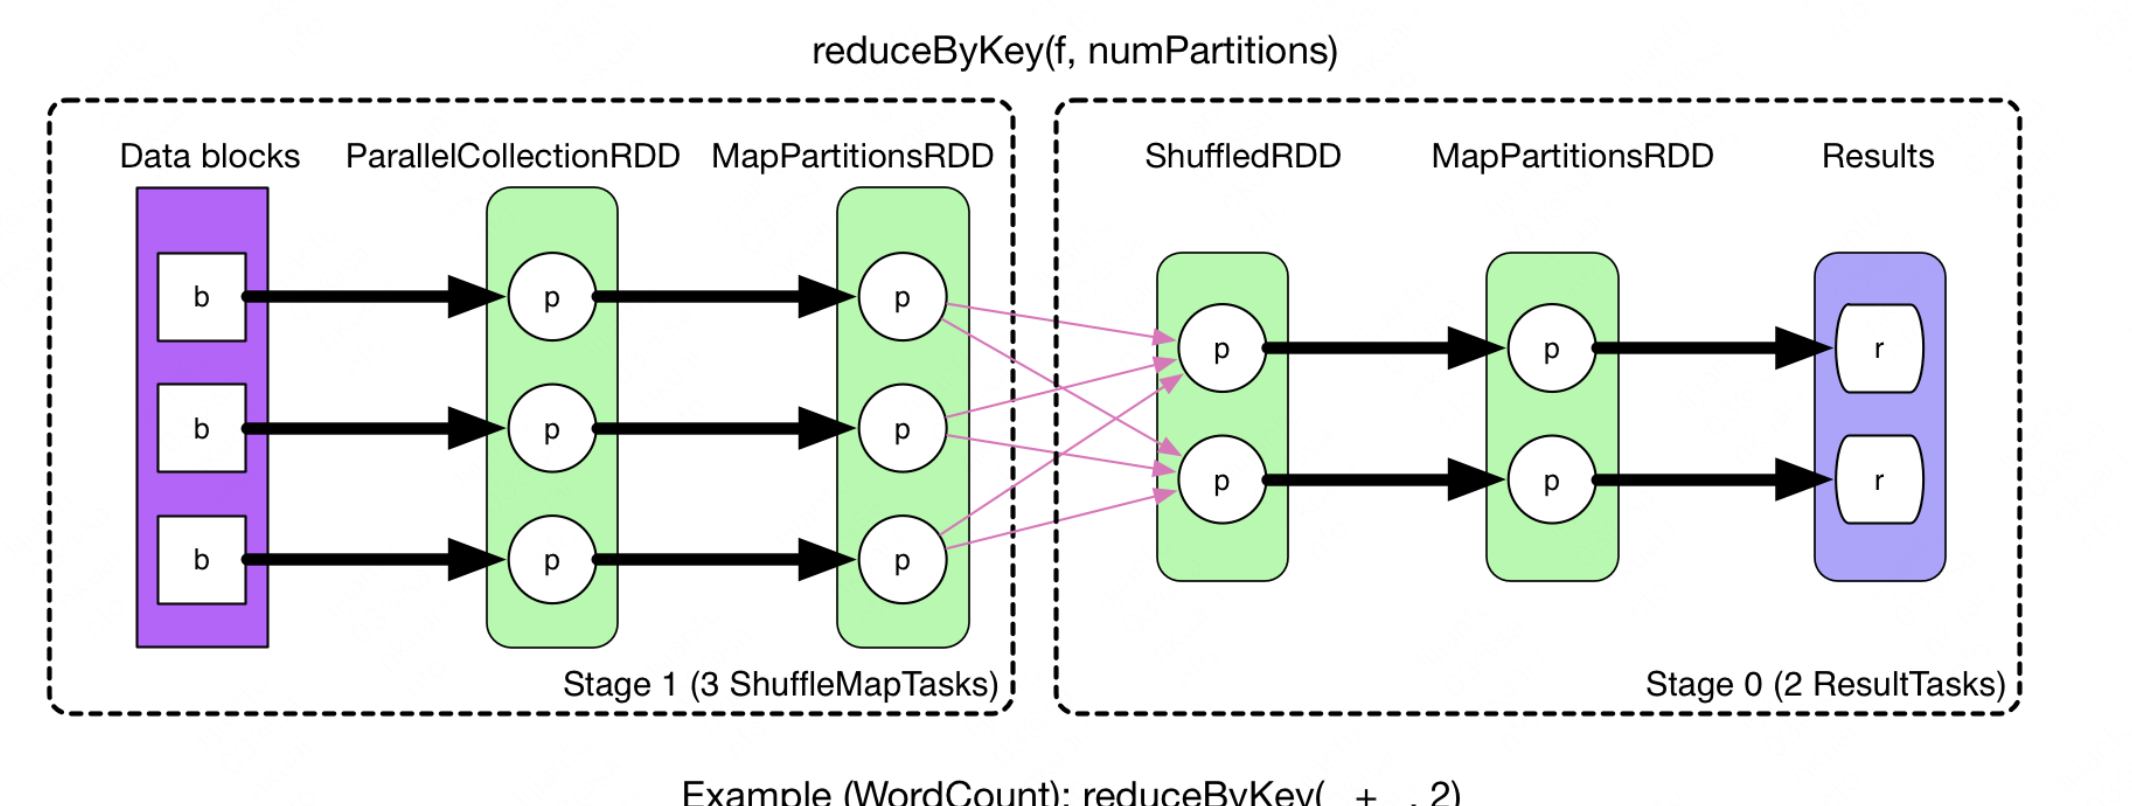 reduceByKey(f, numPartitions)
Data blocks ParallelCollectionRDD MapPartitionsRDD ShuffledRDD MapPartitionsRDD Results
b p p
p p r
b p p
p p r
b p p
Stage 1 (3 ShuffleMapTasks) Stage 0 (2 ResultTasks)
Example (WordCount): reduceByKey(_ + _, 2)